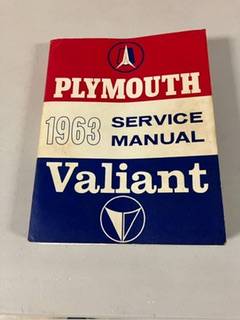 PLYMOUTH
1963 SERVICE MANUAL
Valiant